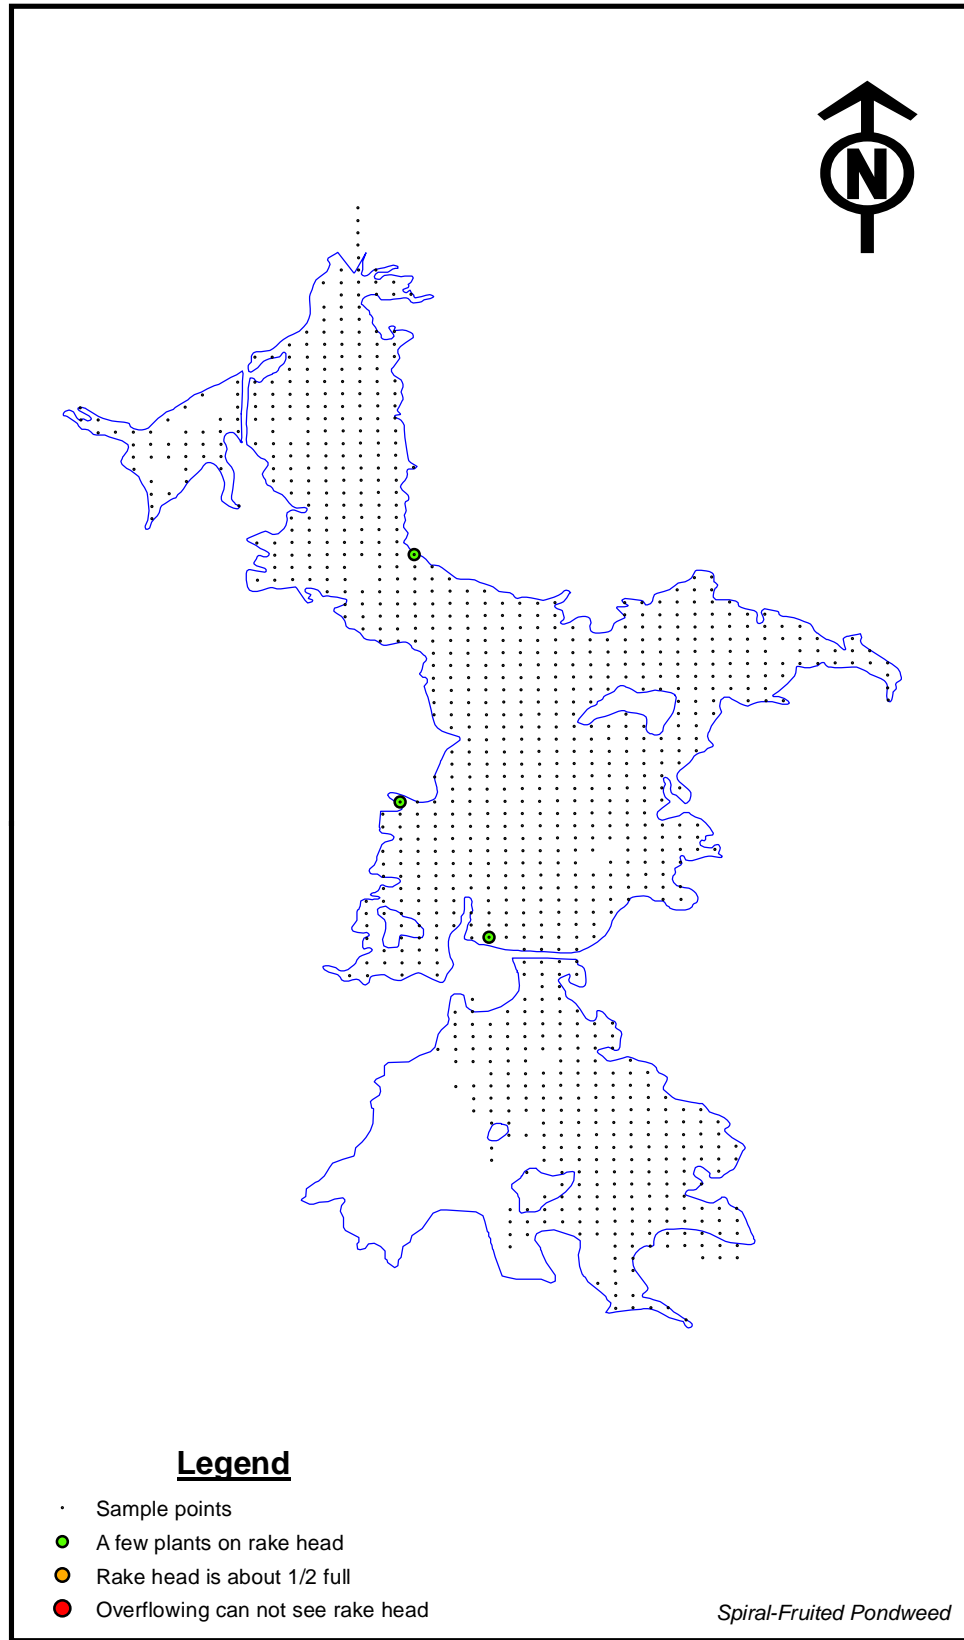 N
Legend
Sample points
A few plants on rake head
Rake head is about 1/2 full
Overflowing can not see rake head
Spiral-Fruited Pondweed